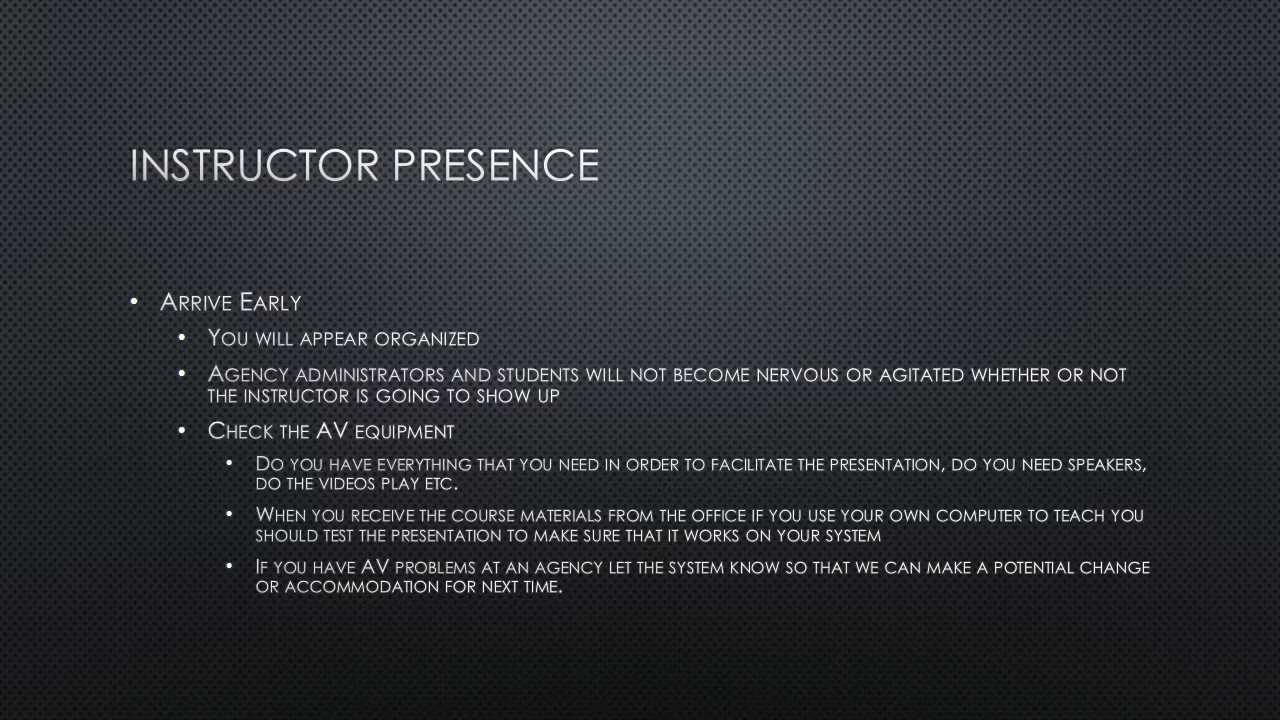 INSTRUCTOR PRESENCE
• ARRIVE EARLY
• YOU WILL APPEAR ORGANIZED
• AGENCY ADMINISTRATORS AND STUDENTS WILL NOT BECOME NERVOUS OR AGITATED WHETHER OR NOT
THE INSTRUCTOR IS GOING TO SHOW UP
• CHECK THE AV EQUIPMENT
• DO YOU HAVE EVERYTHING THAT YOU NEED IN ORDER TO FACILITATE THE PRESENTATION, DO YOU NEED SPEAKERS,
DO THE VIDEOS PLAY ETC.
• WHEN YOU RECEIVE THE COURSE MATERIALS FROM THE OFFICE IF YOU USE YOUR OWN COMPUTER TO TEACH YOU
SHOULD TEST THE PRESENTATION TO MAKE SURE THAT IT WORKS ON YOUR SYSTEM
• IF YOU HAVE AV PROBLEMS AT AN AGENCY LET THE SYSTEM KNOW SO THAT WE CAN MAKE A POTENTIAL CHANGE
OR ACCOMMODATION FOR NEXT TIME.